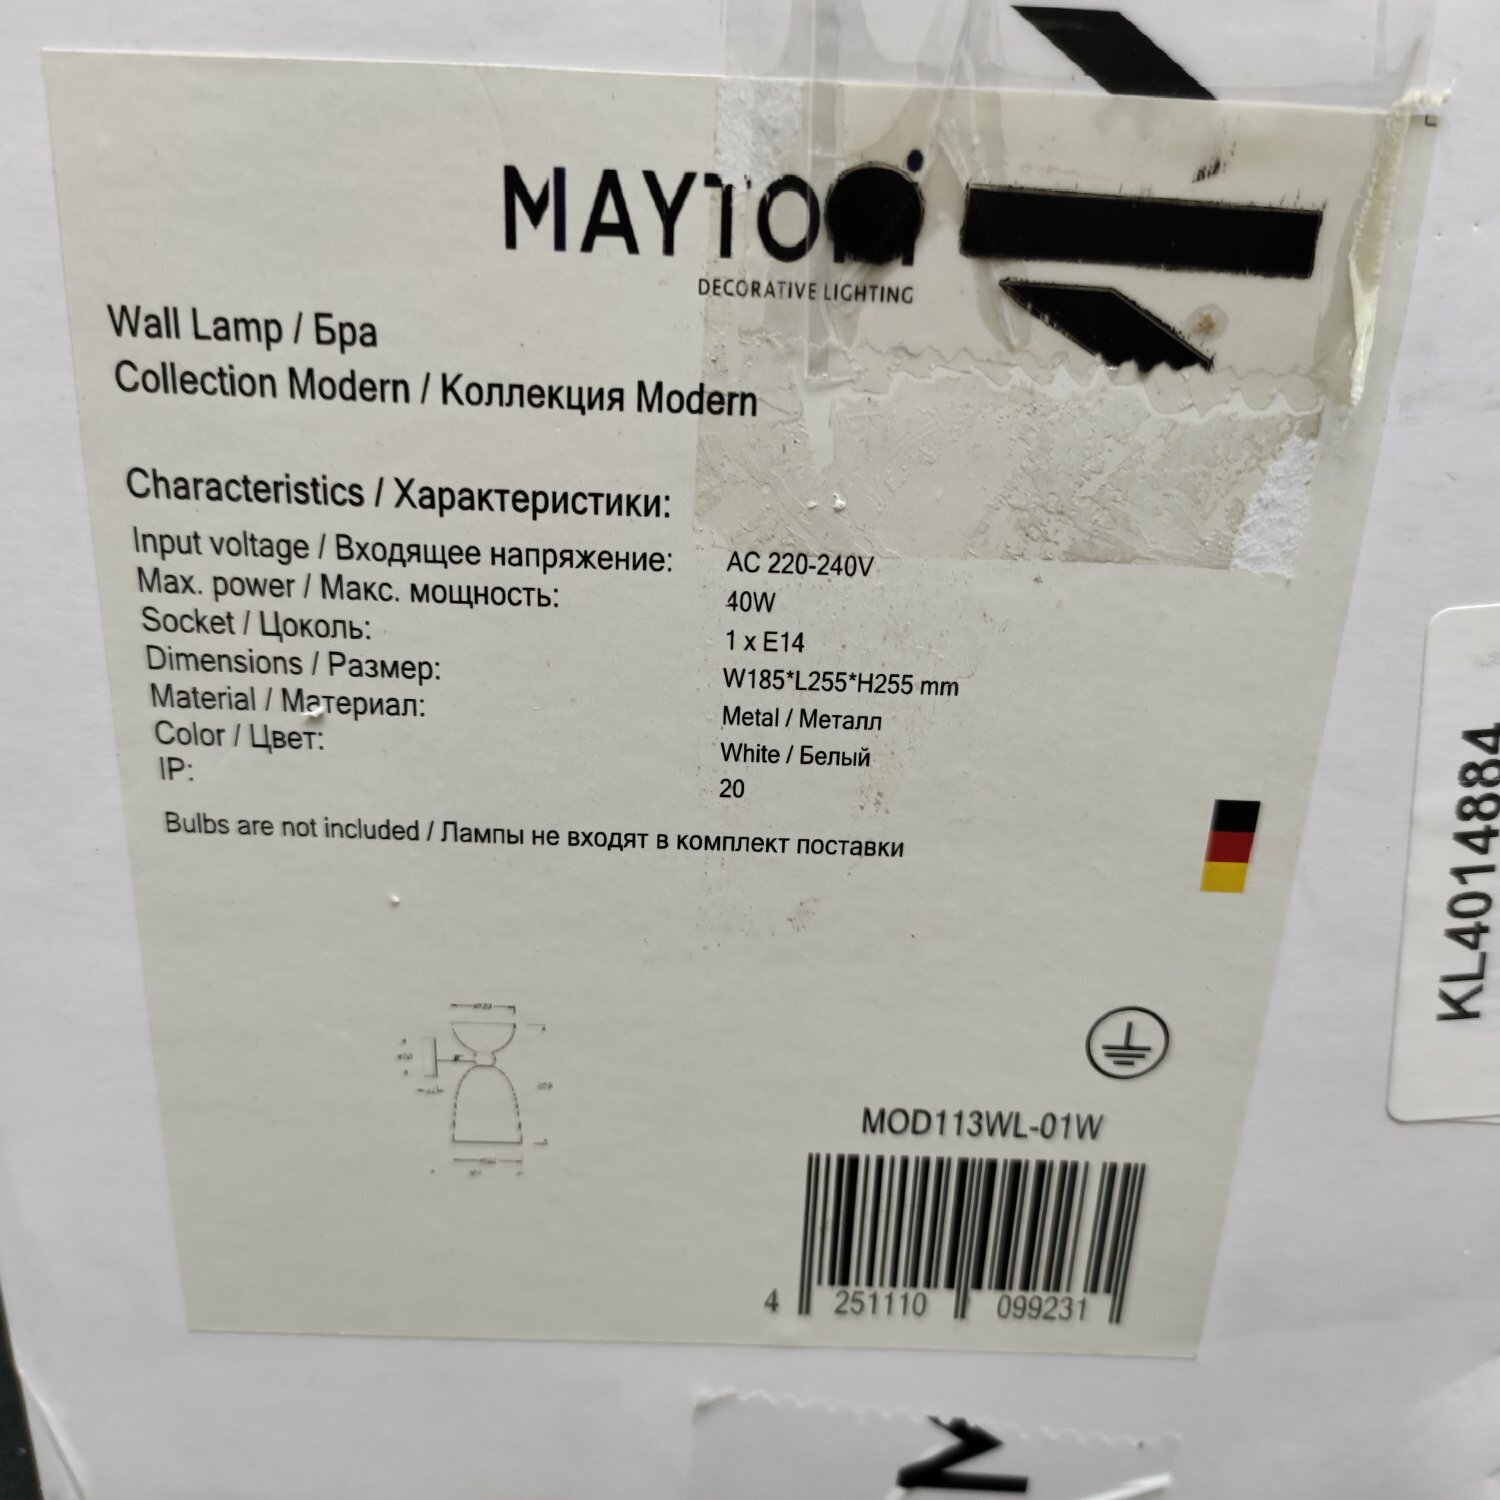 MAYTO
DECORATIVE LIGHTING
Wall Lamp / Бра
Collection Modern / Коллекция Modern
Characteristics / Характеристики:
Input voltage / Входящее напряжение: AC 220-240V
Max. power / Макс. мощность: 40W
Socket / Цоколь: 1 x E14
Dimensions / Размер: W185*L255*H255 mm
Material / Материал: Metal / Металл
Color / Цвет: White / Белый
IP: 20
Bulbs are not included / Лампы не входят в комплект поставки
KL4014884
MOD113WL-01W
4 251110 099231